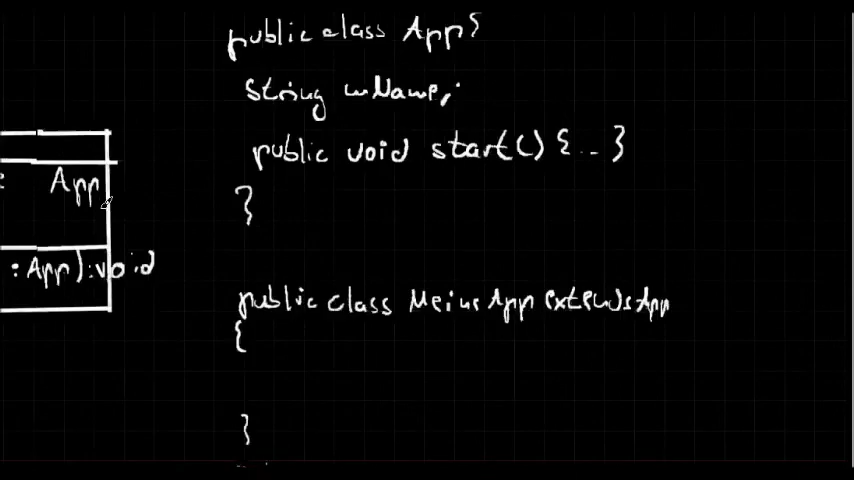 public class App{
string mName;
public void start() {...}
}
App
:App):void
public class MeineApp extends App
{
}